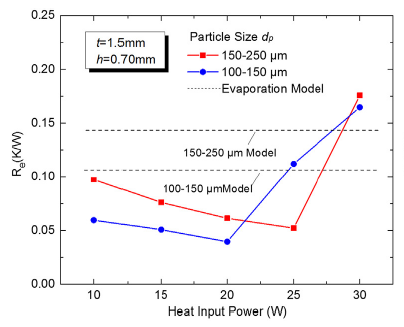 0.25
0.20
0.15
0.10
0.05
0.00
R_e(K/W)
t=1.5mm
h=0.70mm
Particle Size d_P
150-250 μm
100-150 μm
Evaporation Model
150-250 μm Model
100-150 μmModel
10 15 20 25 30
Heat Input Power (W)